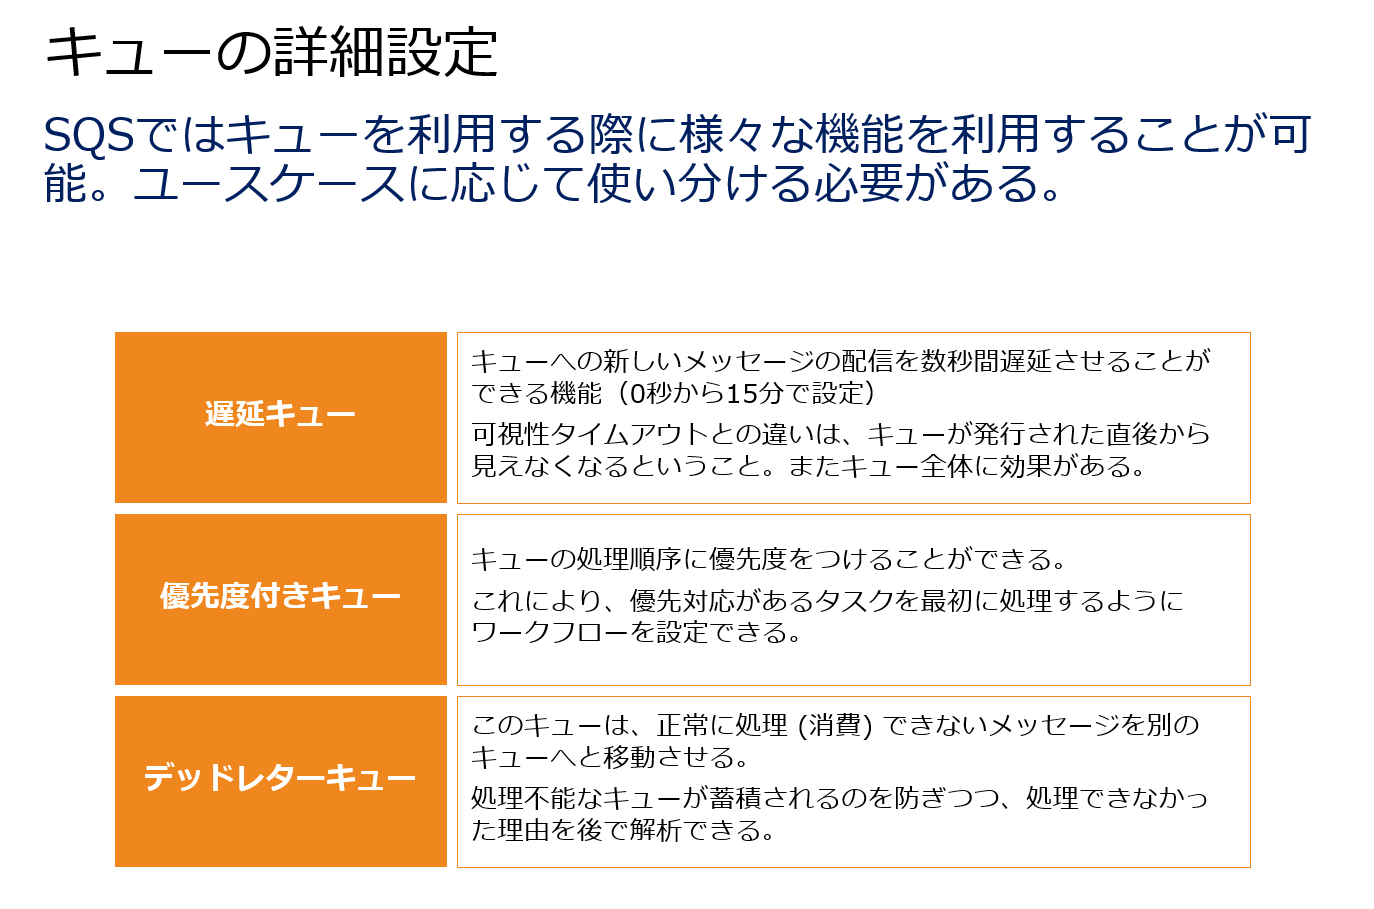 キューの詳細設定
SQSではキューを利用する際に様々な機能を利用することが可
能。ユースケースに応じて使い分ける必要がある。
遅延キュー
キューへの新しいメッセージの配信を数秒間遅延させることが
できる機能（0秒から15分で設定）
可視性タイムアウトとの違いは、キューが発行された直後から
見えなくなるということ。またキュー全体に効果がある。
優先度付きキュー
キューの処理順序に優先度をつけることができる。
これにより、優先対応があるタスクを最初に処理するように
ワークフローを設定できる。
デッドレターキュー
このキューは、正常に処理 (消費) できないメッセージを別の
キューへと移動させる。
処理不能なキューが蓄積されるのを防ぎつつ、処理できなかっ
た理由を後で解析できる。